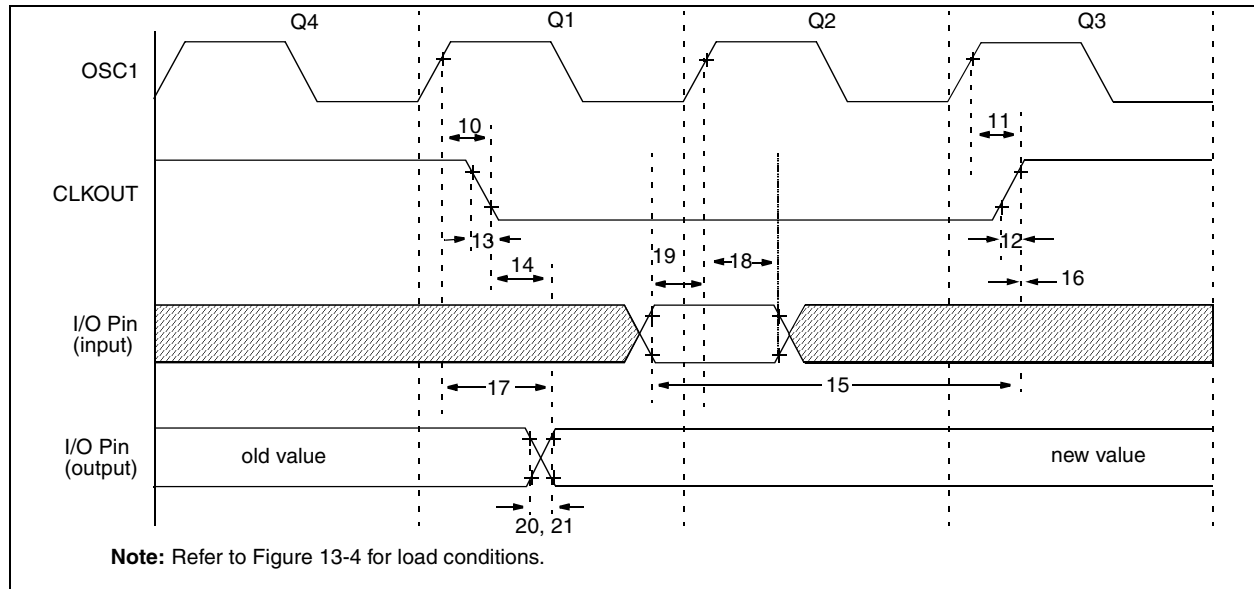 Q4 Q1 Q2 Q3
OSC1
10 11
CLKOUT
13 12
14 19 18 16
I/O Pin
(input)
17 15
I/O Pin
(output)
old value new value
20, 21
Note: Refer to Figure 13-4 for load conditions.